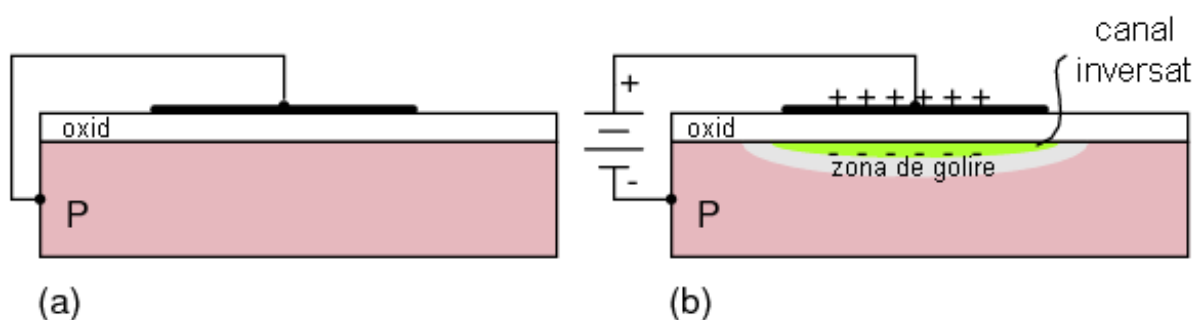 oxid
P
(a)
canal
inversat
+
+ + + + + +
oxid
- - - - - -
zona de golire
-
P
(b)